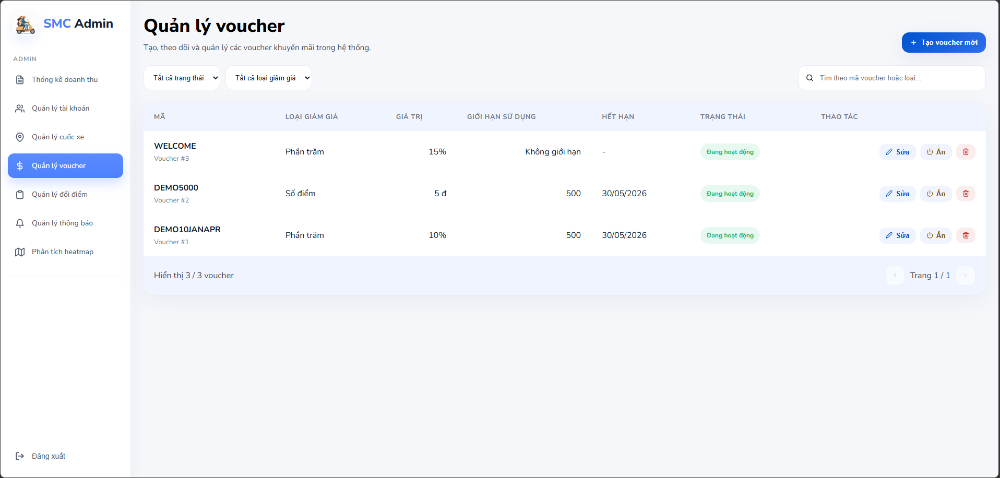 SMC Admin
ADMIN
Thống kê doanh thu
Quản lý tài khoản
Quản lý cuốc xe
Quản lý voucher
Quản lý đổi điểm
Quản lý thông báo
Phân tích heatmap
Đăng xuất
Quản lý voucher
Tạo, theo dõi và quản lý các voucher khuyến mãi trong hệ thống.
+ Tạo voucher mới
Tất cả trạng thái
Tất cả loại giảm giá
Tìm theo mã voucher hoặc loại...
MÃ LOẠI GIẢM GIÁ GIÁ TRỊ GIỚI HẠN SỬ DỤNG HẾT HẠN TRẠNG THÁI THAO TÁC
WELCOME
Voucher #3
Phần trăm 15% Không giới hạn - Đang hoạt động Sửa Ẩn
DEMO5000
Voucher #2
Số điểm 5 đ 500 30/05/2026 Đang hoạt động Sửa Ẩn
DEMO10JANAPR
Voucher #1
Phần trăm 10% 500 30/05/2026 Đang hoạt động Sửa Ẩn
Hiển thị 3 / 3 voucher
Trang 1 / 1